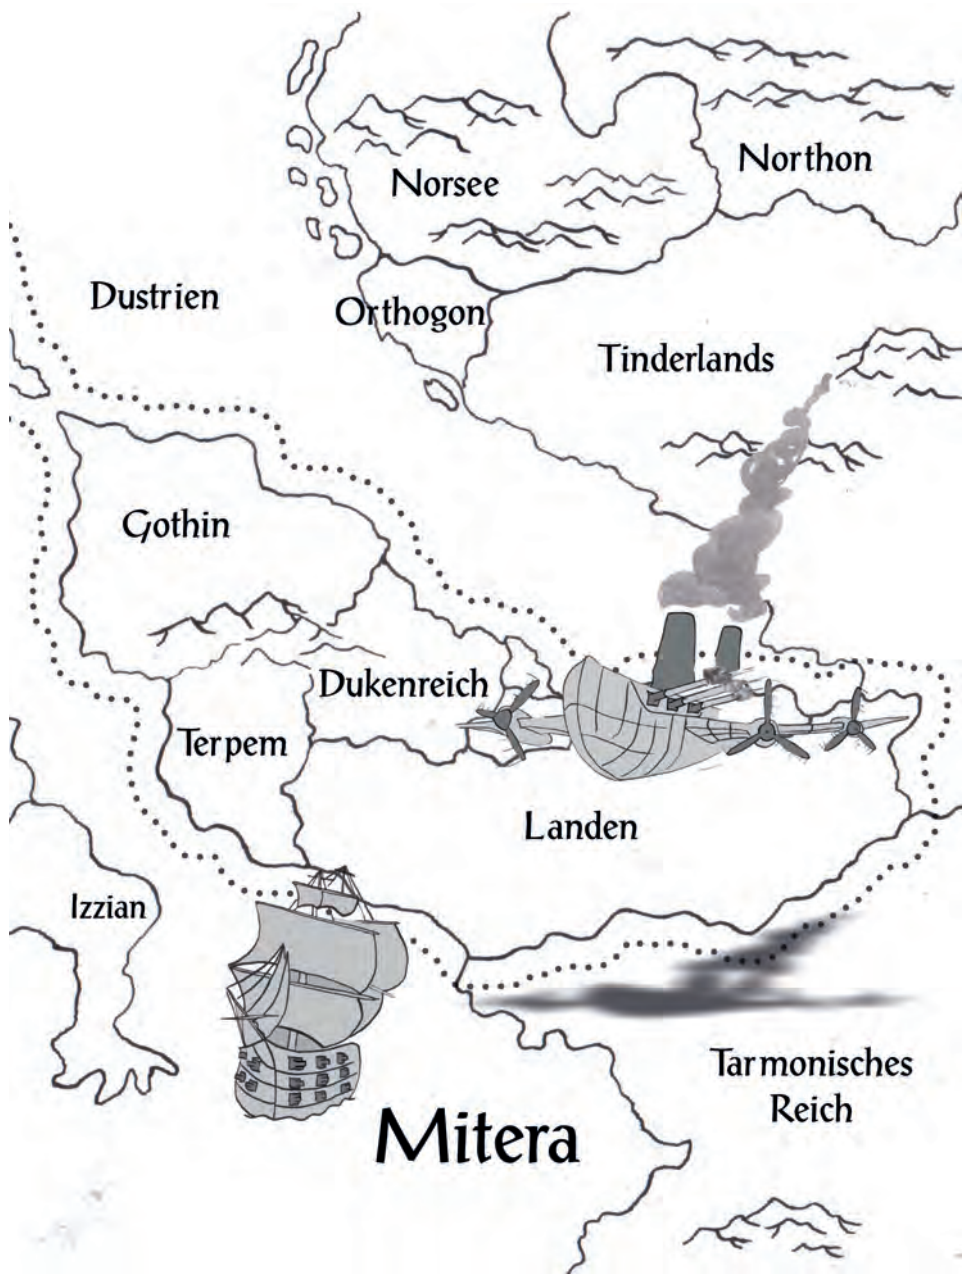 Northon
Norsee
Dustrien
Orthogon
Tinderlands
Gothin
Dukenreich
Terpem
Landen
Izzian
Tarmonisches
Reich
Mitera